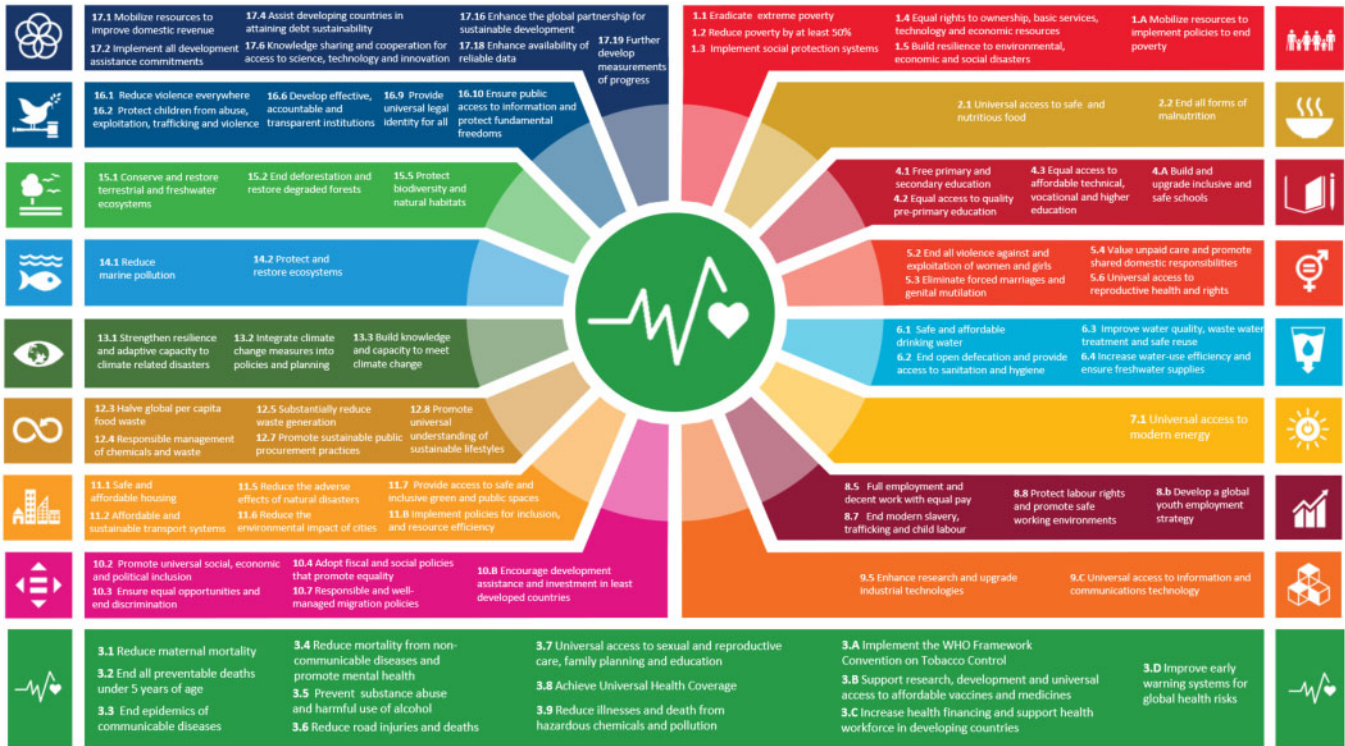 17.1 Mobilize resources to
improve domestic revenue
17.2 Implement all development
assistance commitments
17.4 Assist developing countries in
attaining debt sustainability
17.6 Knowledge sharing and cooperation for
access to science, technology and innovation
17.16 Enhance the global partnership for
sustainable development
17.18 Enhance availability of
reliable data
17.19 Further
develop
measurements
of progress
1.1 Eradicate extreme poverty
1.2 Reduce poverty by at least 50%
1.3 Implement social protection systems
1.4 Equal rights to ownership, basic services,
technology and economic resources
1.5 Build resilience to environmental,
economic and social disasters
1.A Mobilize resources to
implement policies to end
poverty
16.1 Reduce violence everywhere
16.2 Protect children from abuse,
exploitation, trafficking and violence
16.6 Develop effective,
accountable and
transparent institutions
16.9 Provide
universal legal
identity for all
16.10 Ensure public
access to information and
protect fundamental
freedoms
2.1 Universal access to safe and
nutritious food
2.2 End all forms of
malnutrition
15.1 Conserve and restore
terrestrial and freshwater
ecosystems
15.2 End deforestation and
restore degraded forests
15.5 Protect
biodiversity and
natural habitats
4.1 Free primary and
secondary education
4.2 Equal access to quality
pre-primary education
4.3 Equal access to
affordable technical,
vocational and higher
education
4.A Build and
upgrade inclusive and
safe schools
14.1 Reduce
marine pollution
14.2 Protect and
restore ecosystems
5.2 End all violence against and
exploitation of women and girls
5.3 Eliminate forced marriages and
genital mutilation
5.4 Value unpaid care and promote
shared domestic responsibilities
5.6 Universal access to
reproductive health and rights
13.1 Strengthen resilience
and adaptive capacity to
climate related disasters
13.2 Integrate climate
change measures into
policies and planning
13.3 Build knowledge
and capacity to meet
climate change
6.1 Safe and affordable
drinking water
6.2 End open defecation and provide
access to sanitation and hygiene
6.3 Improve water quality, waste water
treatment and safe reuse
6.4 Increase water-use efficiency and
ensure freshwater supplies
12.3 Halve global per capita
food waste
12.4 Responsible management
of chemicals and waste
12.5 Substantially reduce
waste generation
12.7 Promote sustainable public
procurement practices
12.8 Promote
universal
understanding of
sustainable lifestyles
7.1 Universal access to
modern energy
11.1 Safe and
affordable housing
11.2 Affordable and
sustainable transport systems
11.5 Reduce the adverse
effects of natural disasters
11.6 Reduce the
environmental impact of cities
11.7 Provide access to safe and
inclusive green and public spaces
11.B Implement policies for inclusion,
and resource efficiency
8.5 Full employment and
decent work with equal pay
8.7 End modern slavery,
trafficking and child labour
8.8 Protect labour rights
and promote safe
working environments
8.b Develop a global
youth employment
strategy
10.2 Promote universal social, economic
and political inclusion
10.3 Ensure equal opportunities and
end discrimination
10.4 Adopt fiscal and social policies
that promote equality
10.7 Responsible and well-
managed migration policies
10.B Encourage development
assistance and investment in least
developed countries
9.5 Enhance research and upgrade
industrial technologies
9.C Universal access to information and
communications technology
3.1 Reduce maternal mortality
3.2 End all preventable deaths
under 5 years of age
3.3 End epidemics of
communicable diseases
3.4 Reduce mortality from non-
communicable diseases and
promote mental health
3.5 Prevent substance abuse
and harmful use of alcohol
3.6 Reduce road injuries and deaths
3.7 Universal access to sexual and reproductive
care, family planning and education
3.8 Achieve Universal Health Coverage
3.9 Reduce illnesses and death from
hazardous chemicals and pollution
3.A Implement the WHO Framework
Convention on Tobacco Control
3.B Support research, development and universal
access to affordable vaccines and medicines
3.C Increase health financing and support health
workforce in developing countries
3.D Improve early
warning systems for
global health risks